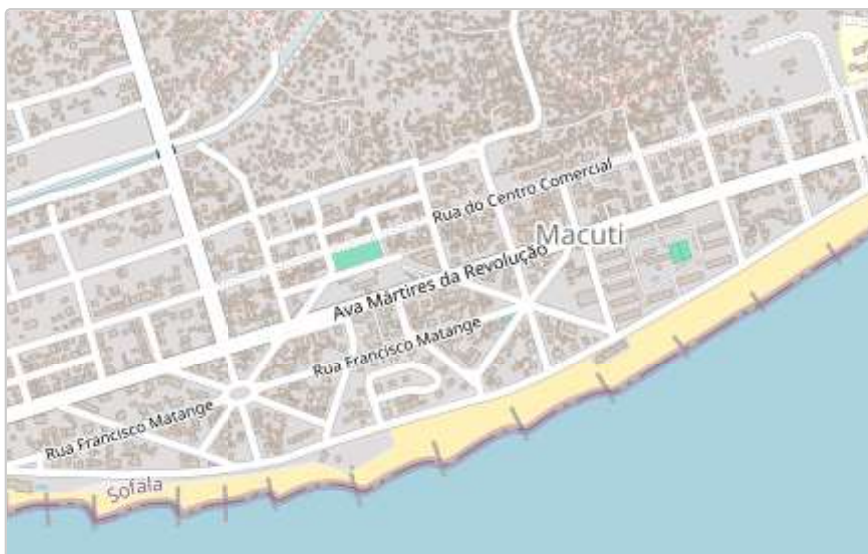 Rua do Centro Comercial
Macuti
Ava Mártires da Revolução
Rua Francisco Matange
Rua Francisco Matange
Sofala